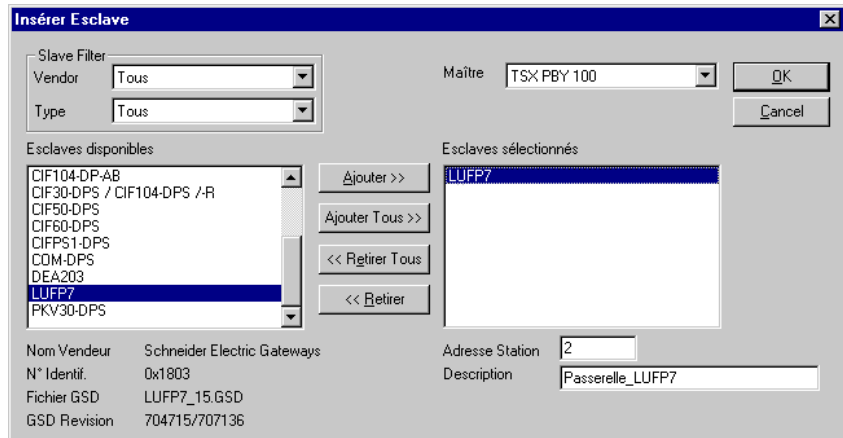 Insérer Esclave
Slave Filter
Vendor Tous
Type Tous
Maître TSX PBY 100
OK
Cancel
Esclaves disponibles
CIF104-DP-AB
CIF30-DPS / CIF104-DPS /-R
CIF50-DPS
CIF60-DPS
CIFPS1-DPS
COM-DPS
DEA203
LUFP7
PKV30-DPS
Ajouter >>
Ajouter Tous >>
<< Retirer Tous
<< Retirer
Esclaves sélectionnés
LUFP7
Nom Vendeur Schneider Electric Gateways
N° Identif. 0x1803
Fichier GSD LUFP7_15.GSD
GSD Revision 704715/707136
Adresse Station 2
Description Passerelle_LUFP7